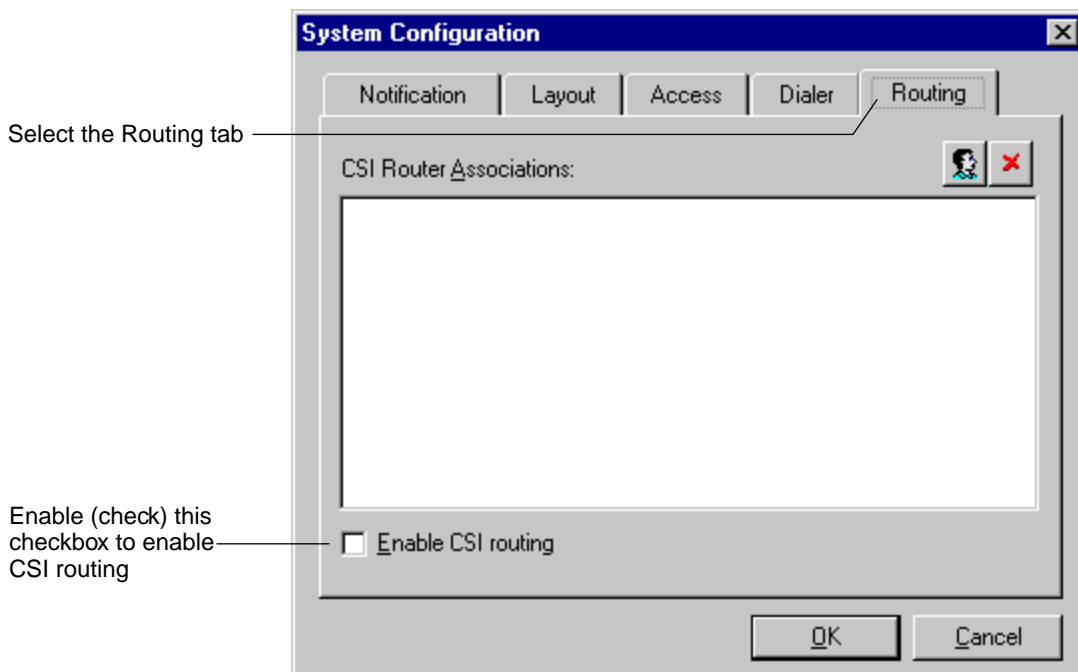 System Configuration
Notification
Layout
Access
Dialer
Routing
Select the Routing tab
CSI Router Associations:
Enable (check) this
checkbox to enable
CSI routing
Enable CSI routing
OK
Cancel